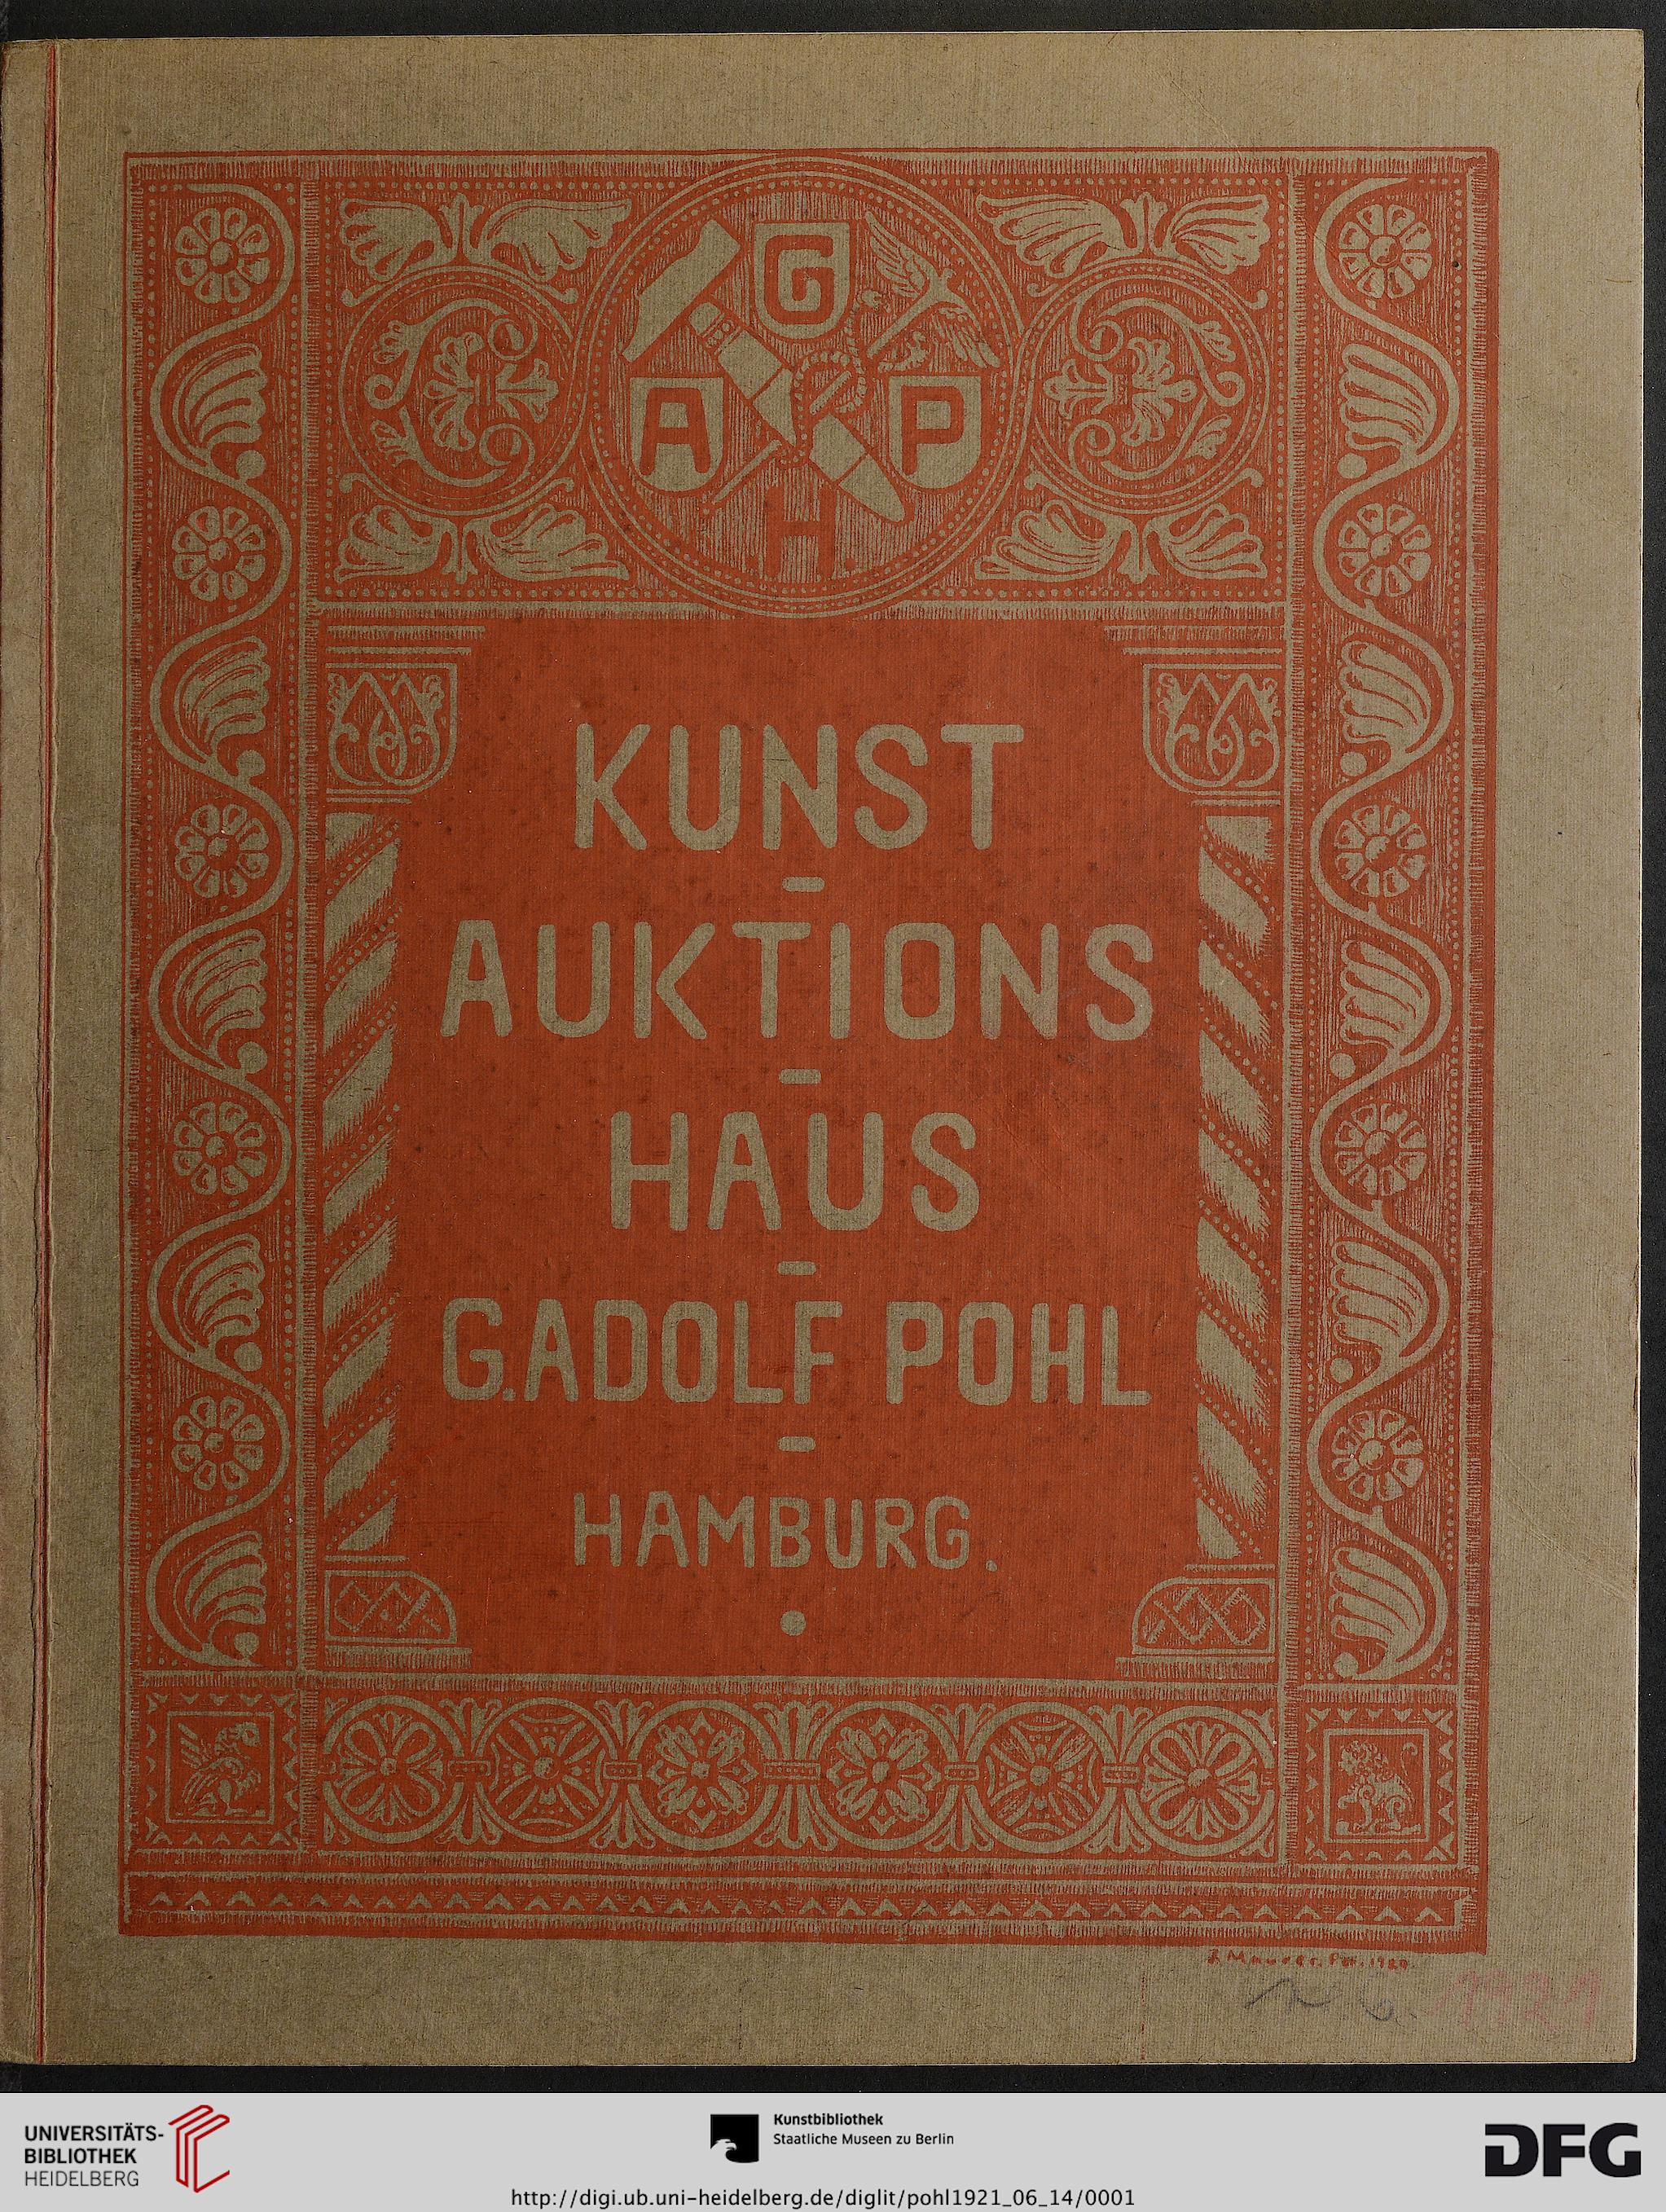 G
A P
H
KUNST
-
AUKTIONS
-
HAUS
-
G.ADOLF POHL
-
HAMBURG.
1921
UNIVERSITÄTS-
BIBLIOTHEK
HEIDELBERG
Kunstbibliothek
Staatliche Museen zu Berlin
DFG
http://digi.ub.uni-heidelberg.de/diglit/pohl1921_06_14/0001